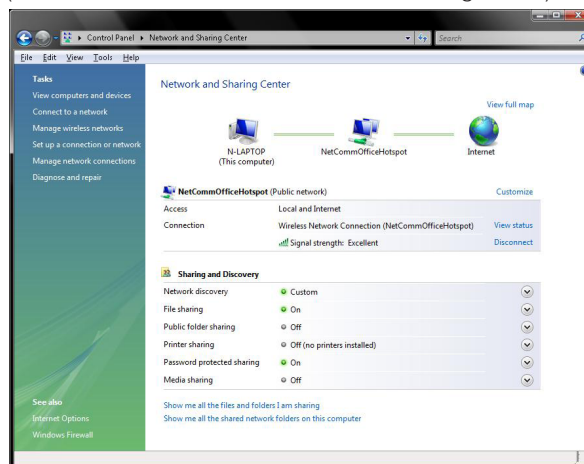 Control Panel ▸ Network and Sharing Center
Search
File Edit View Tools Help
Tasks
View computers and devices
Connect to a network
Manage wireless networks
Set up a connection or network
Manage network connections
Diagnose and repair
See also
Internet Options
Windows Firewall
Network and Sharing Center
View full map
N-LAPTOP
(This computer)
NetCommOfficeHotspot
Internet
NetCommOfficeHotspot (Public network) Customize
Access Local and Internet
Connection Wireless Network Connection (NetCommOfficeHotspot) View status
Signal strength: Excellent Disconnect
Sharing and Discovery
Network discovery Custom
File sharing On
Public folder sharing Off
Printer sharing Off (no printers installed)
Password protected sharing On
Media sharing Off
Show me all the files and folders I am sharing
Show me all the shared network folders on this computer